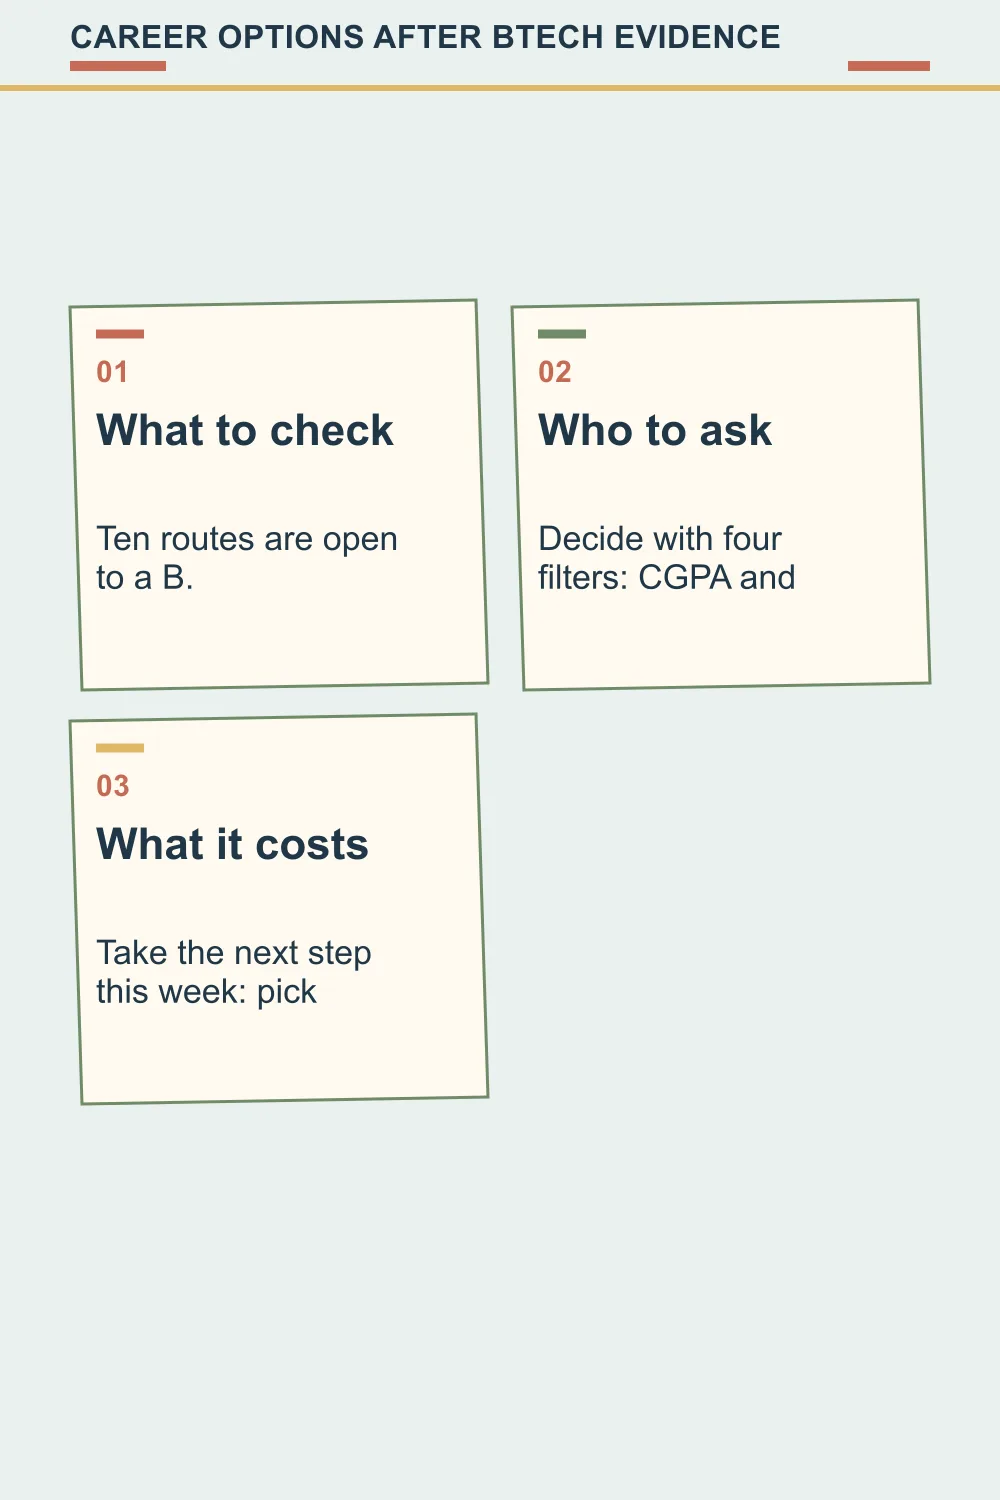 CAREER OPTIONS AFTER BTECH EVIDENCE
01
What to check
Ten routes are open
to a B.
02
Who to ask
Decide with four
filters: CGPA and
03
What it costs
Take the next step
this week: pick